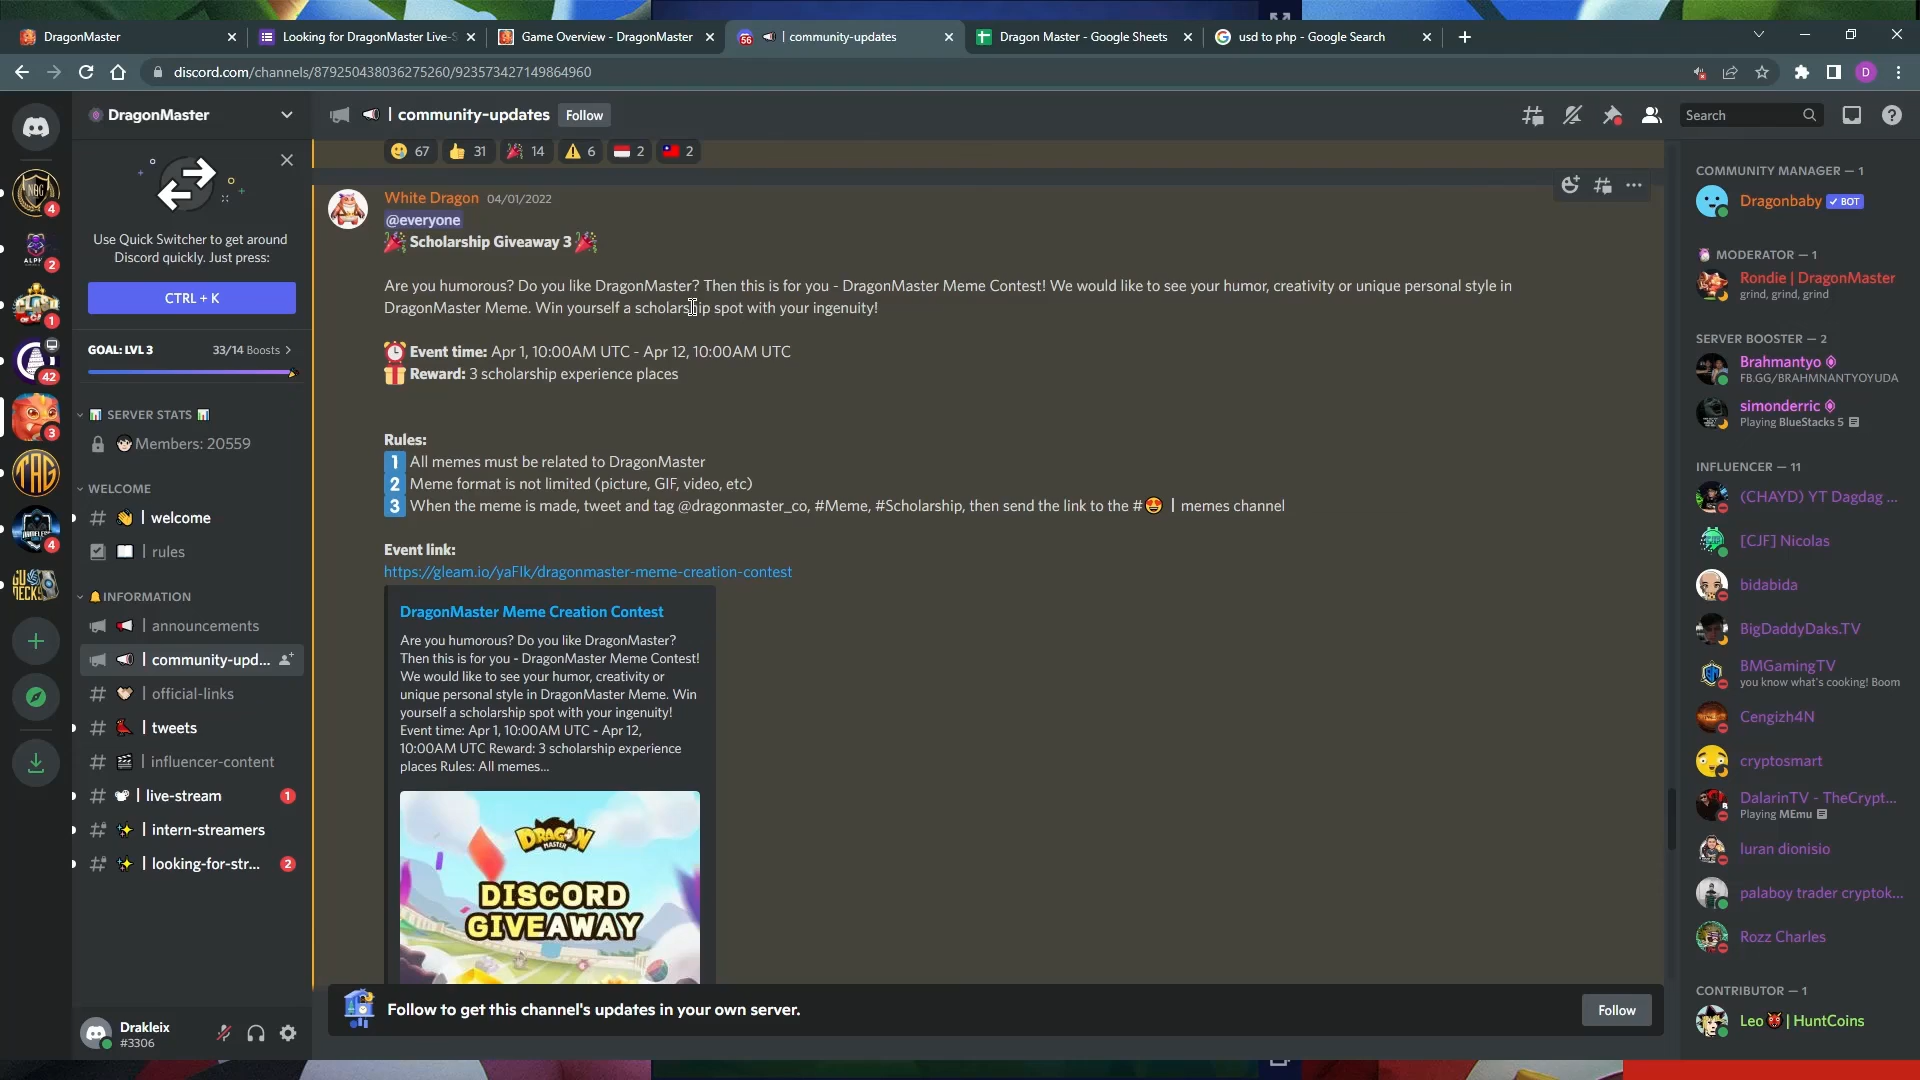 DragonMaster
Looking for DragonMaster Live-S
Game Overview - DragonMaster
56
| community-updates
Dragon Master - Google Sheets
usd to php - Google Search
discord.com/channels/879250438036275260/923573427149864960
D
DragonMaster
| community-updates
Follow
Search
67
31
14
6
2
2
Use Quick Switcher to get around
Discord quickly. Just press:
CTRL + K
GOAL: LVL 3
33/14 Boosts
SERVER STATS
Members: 20559
WELCOME
| welcome
| rules
INFORMATION
| announcements
| community-upd...
| official-links
| tweets
| influencer-content
| live-stream
1
| intern-streamers
| looking-for-str...
2
Drakleix
#3306
NBC
4
ALPH
2
1
42
3
TAG
4
GU
DECKS
White Dragon 04/01/2022
@everyone
Scholarship Giveaway 3
Are you humorous? Do you like DragonMaster? Then this is for you - DragonMaster Meme Contest! We would like to see your humor, creativity or unique personal style in
DragonMaster Meme. Win yourself a scholarship spot with your ingenuity!
Event time: Apr 1, 10:00AM UTC - Apr 12, 10:00AM UTC
Reward: 3 scholarship experience places
Rules:
1 All memes must be related to DragonMaster
2 Meme format is not limited (picture, GIF, video, etc)
3 When the meme is made, tweet and tag @dragonmaster_co, #Meme, #Scholarship, then send the link to the # | memes channel
Event link:
https://gleam.io/yaFIk/dragonmaster-meme-creation-contest
DragonMaster Meme Creation Contest
Are you humorous? Do you like DragonMaster?
Then this is for you - DragonMaster Meme Contest!
We would like to see your humor, creativity or
unique personal style in DragonMaster Meme. Win
yourself a scholarship spot with your ingenuity!
Event time: Apr 1, 10:00AM UTC - Apr 12,
10:00AM UTC Reward: 3 scholarship experience
places Rules: All memes...
DRAGON
MASTER
DISCORD
GIVEAWAY
Follow to get this channel's updates in your own server.
Follow
COMMUNITY MANAGER — 1
Dragonbaby BOT
MODERATOR — 1
Rondie | DragonMaster
grind, grind, grind
SERVER BOOSTER — 2
Brahmantyo
FB.GG/BRAHMNANTYOYUDA
simonderric
Playing BlueStacks 5
INFLUENCER — 11
(CHAYD) YT Dagdag ...
[CJF] Nicolas
bidabida
BigDaddyDaks.TV
BMGamingTV
you know what's cooking! Boom
Cengizh4N
cryptosmart
DalarinTV - TheCrypt...
Playing MEmu
luran dionisio
palaboy trader cryptok...
Rozz Charles
CONTRIBUTOR — 1
Leo | HuntCoins